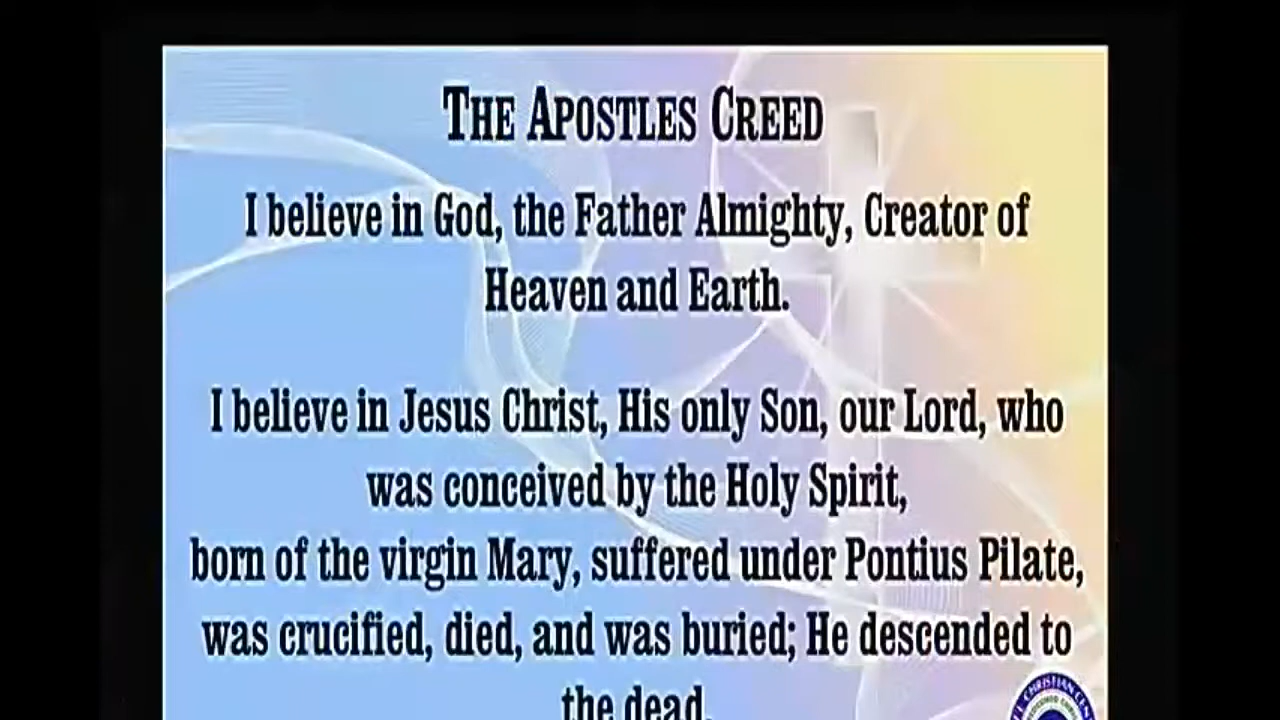 THE APOSTLES CREED
I believe in God, the Father Almighty, Creator of
Heaven and Earth.
I believe in Jesus Christ, His only Son, our Lord, who
was conceived by the Holy Spirit,
born of the virgin Mary, suffered under Pontius Pilate,
was crucified, died, and was buried; He descended to
the dead.
CHRISTIAN